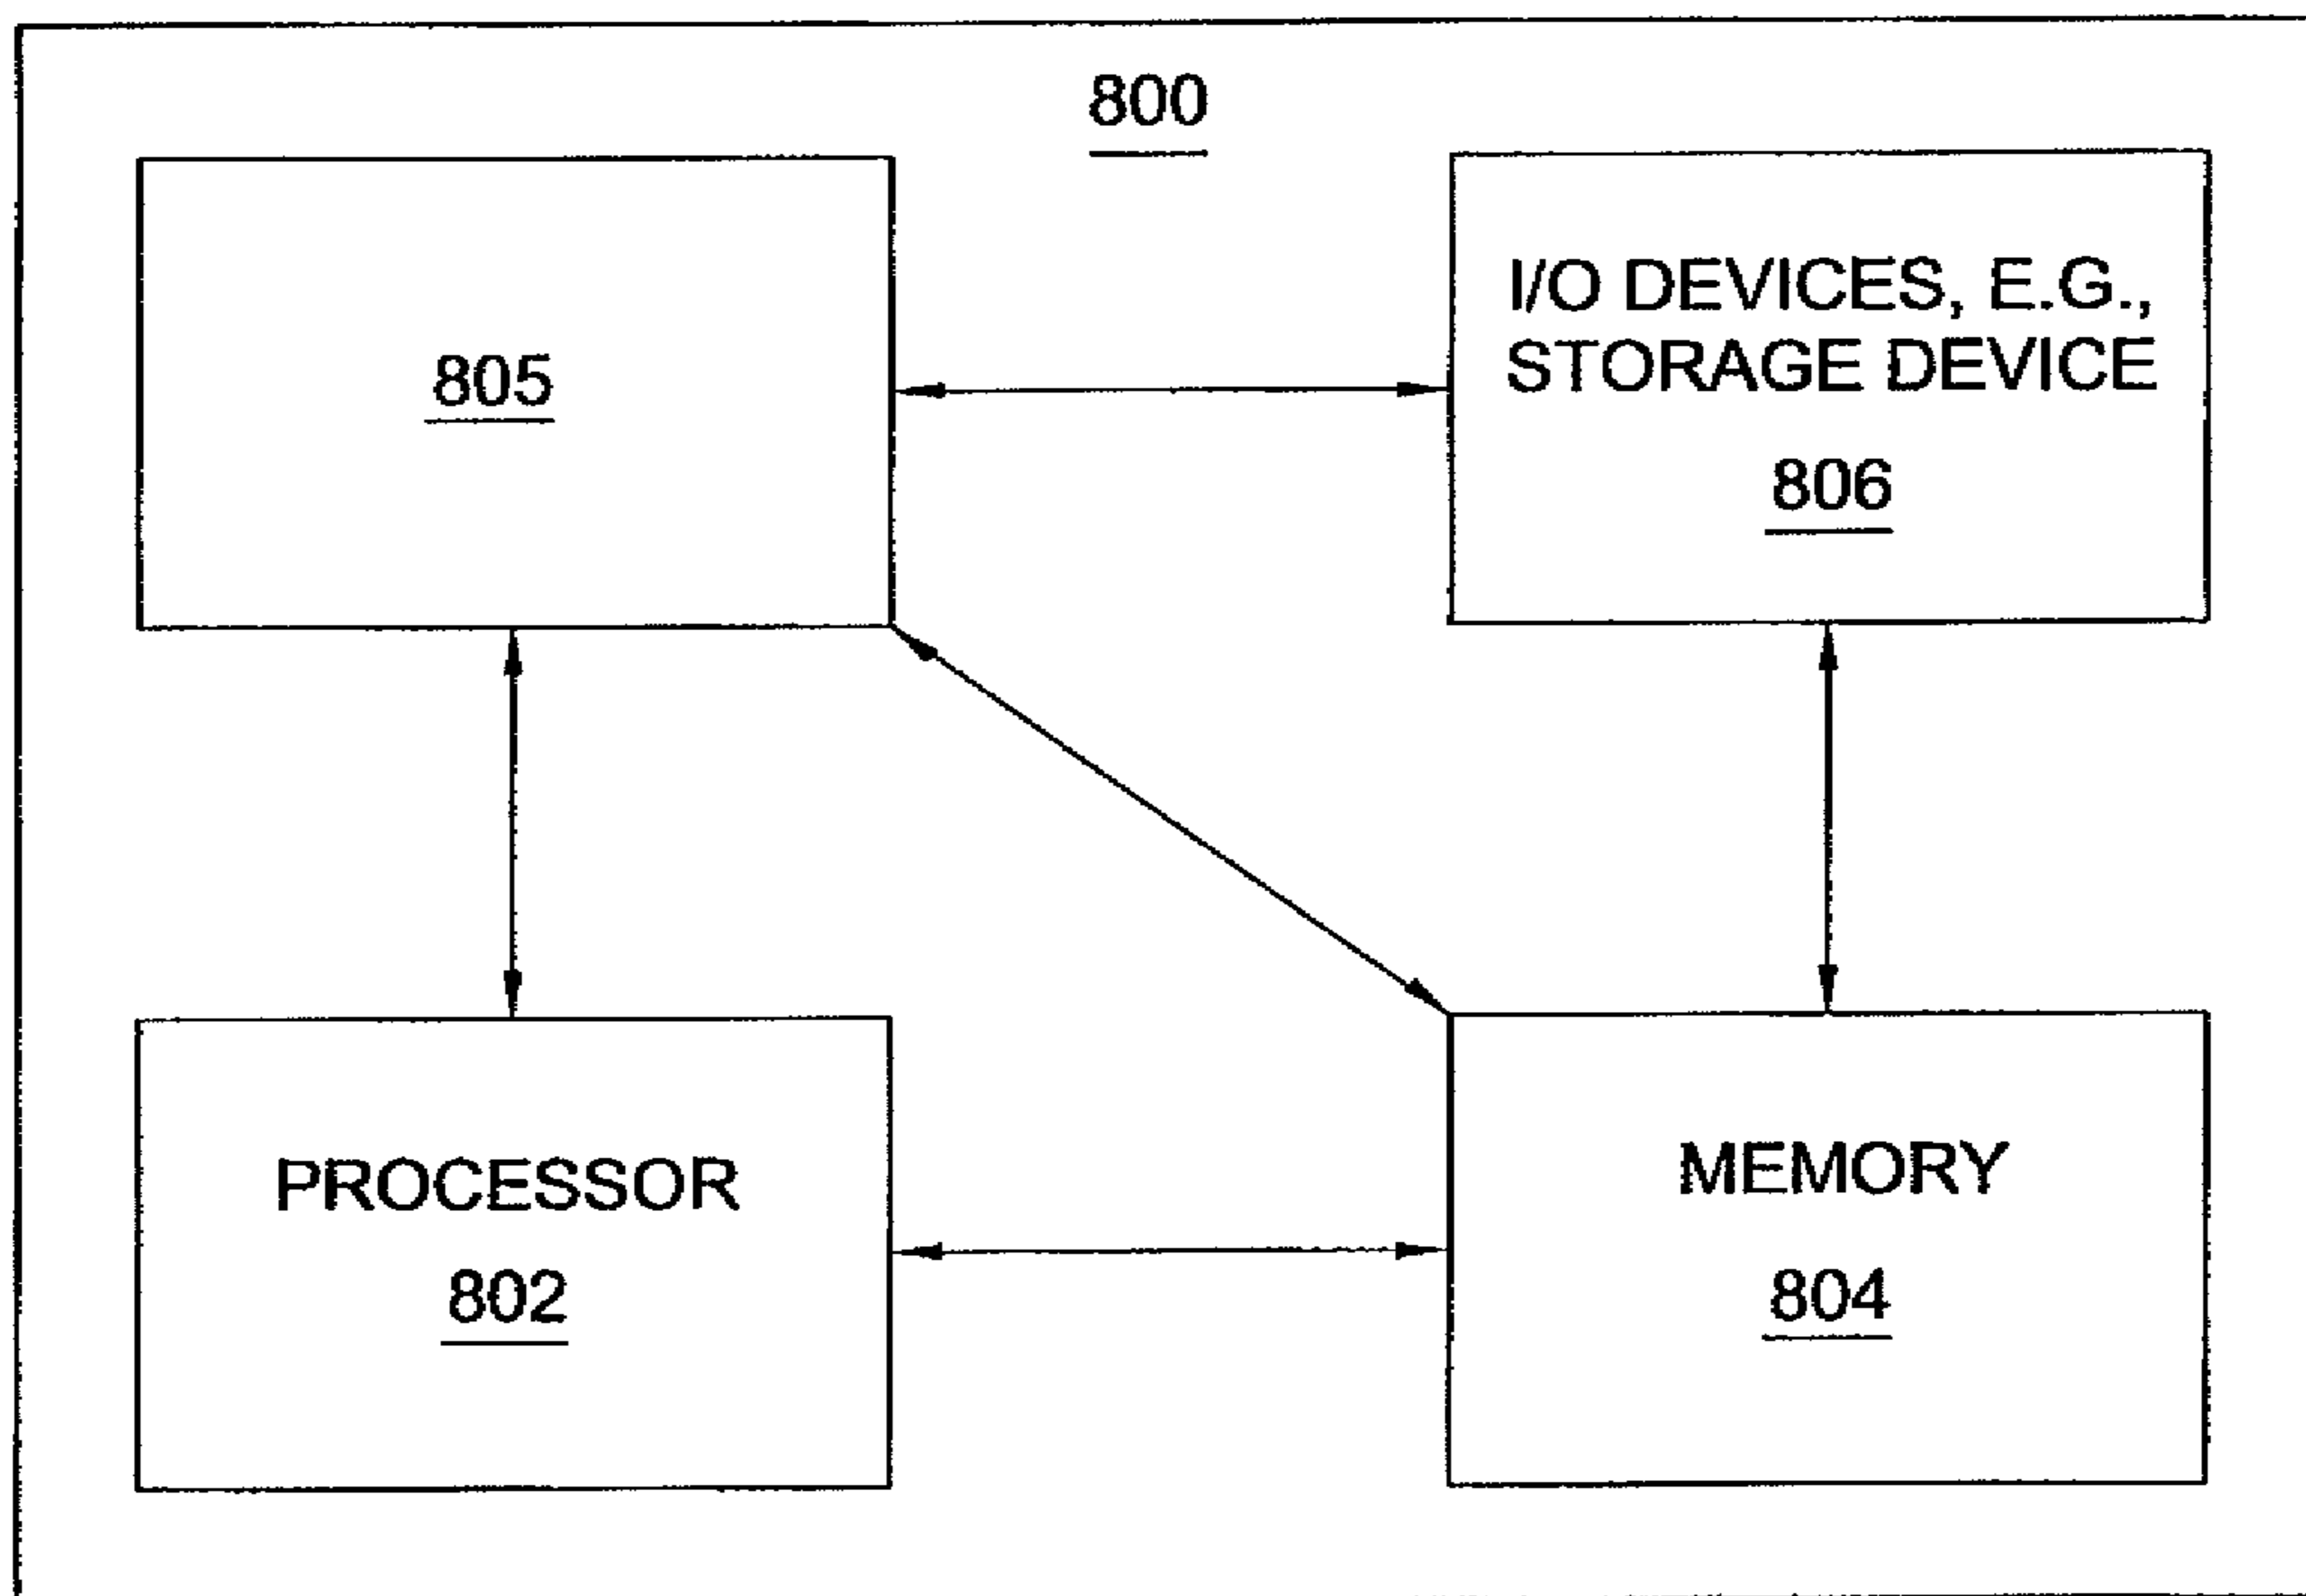 800
805
I/O DEVICES, E.G.,
STORAGE DEVICE
806
PROCESSOR
802
MEMORY
804